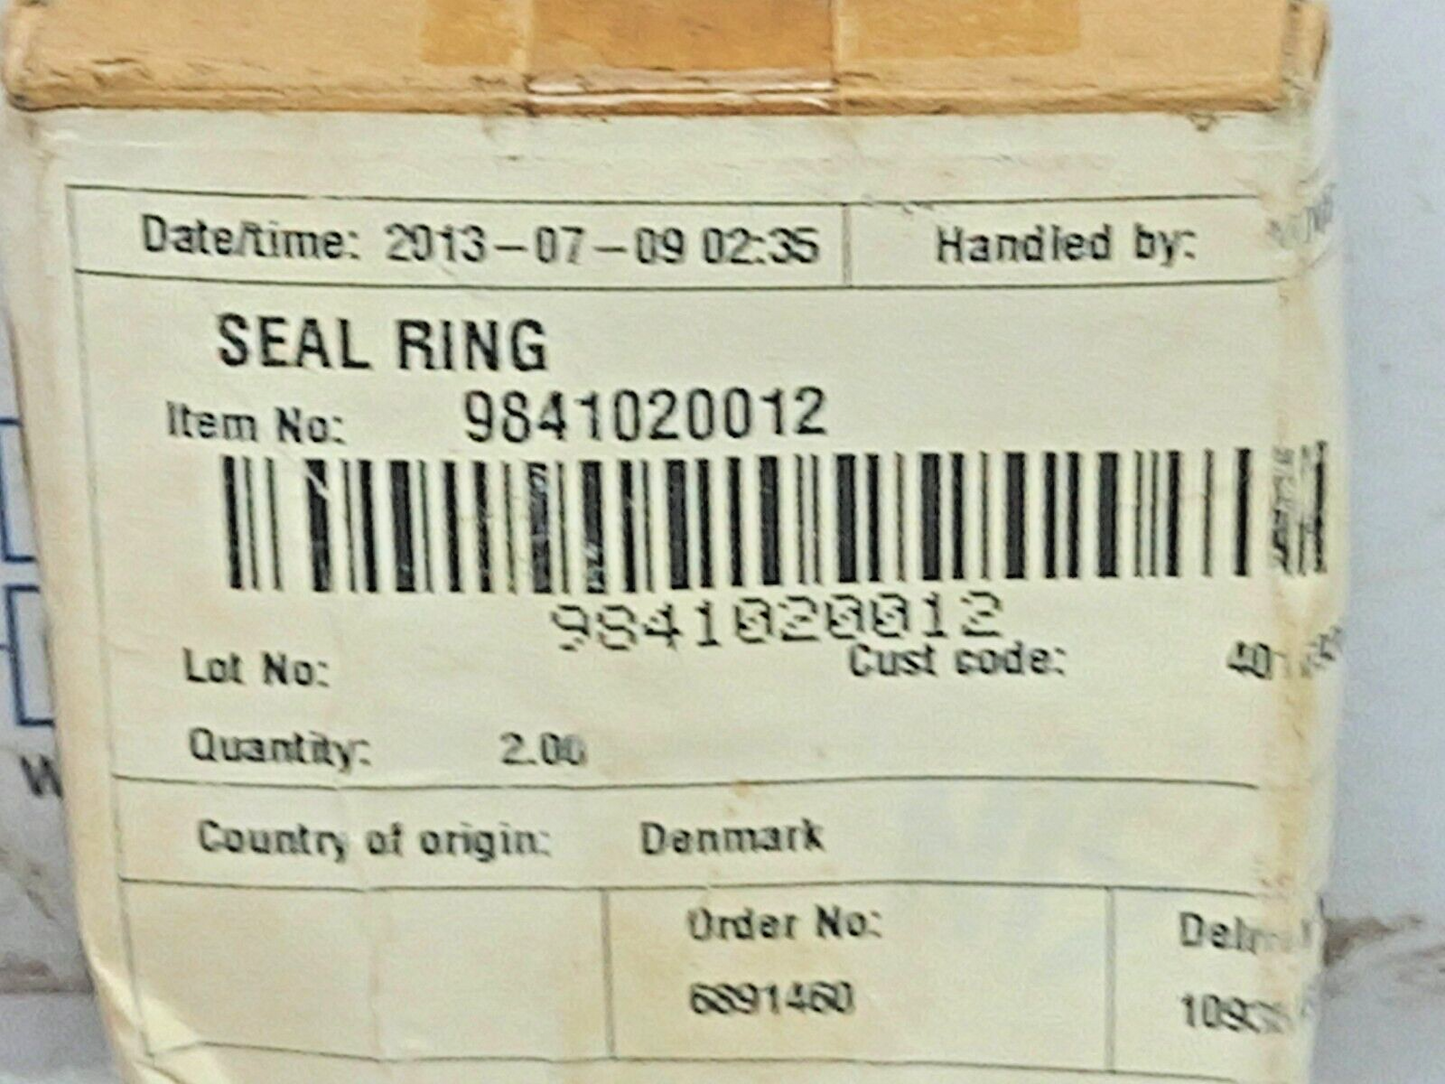 Date/time: 2013-07-09 02:35 Handled by:
SEAL RING
Item No: 9841020012
9841020012
Lot No: Cust code:
Quantity: 2.00
Country of origin: Denmark
Order No:
6891460